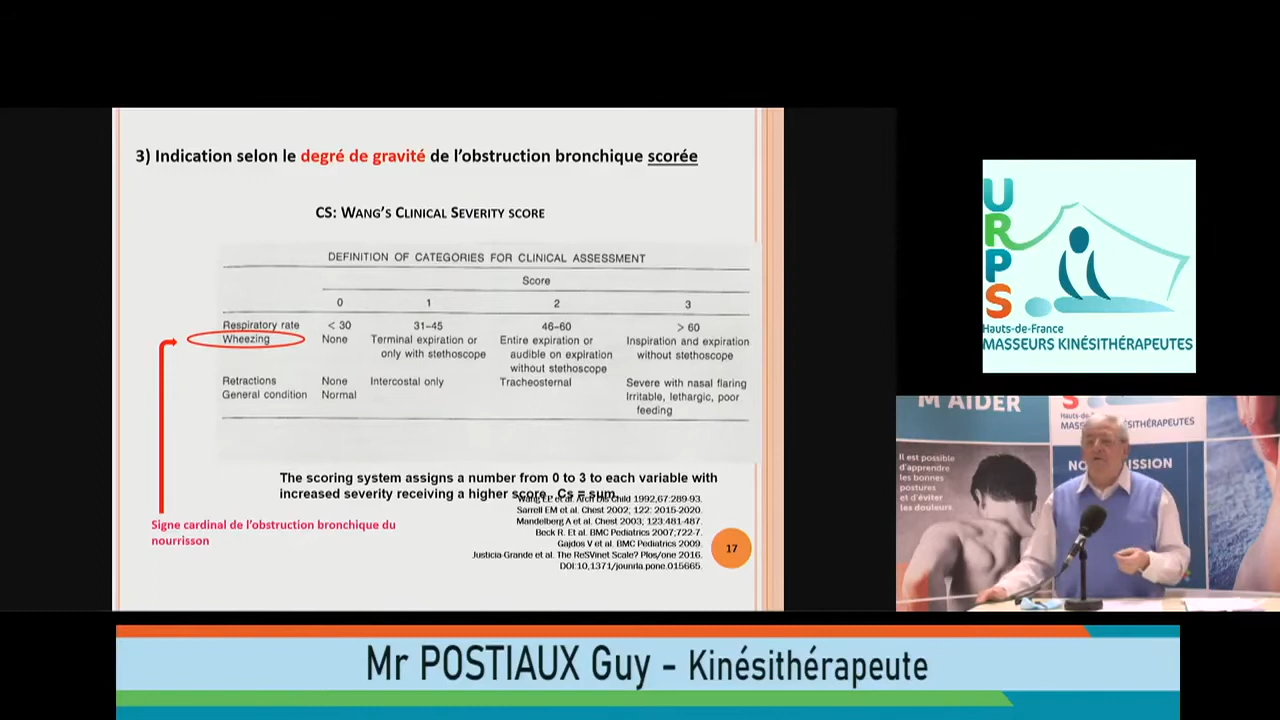 3) Indication selon le degré de gravité de l'obstruction bronchique scorée
CS: WANG'S CLINICAL SEVERITY SCORE
DEFINITION OF CATEGORIES FOR CLINICAL ASSESSMENT
Score
0 1 2 3
Respiratory rate < 30 31–45 46–60 > 60
Wheezing None Terminal expiration or Entire expiration or Inspiration and expiration
only with stethoscope audible on expiration without stethoscope
without stethoscope
Retractions None Intercostal only Tracheosternal Severe with nasal flaring
General condition Normal Irritable, lethargic, poor
feeding
The scoring system assigns a number from 0 to 3 to each variable with
increased severity receiving a higher score. Cs = sum.
Wang EE et al. Arch Dis Child 1992,67:289-93.
Sarrell EM et al. Chest 2002; 122: 2015-2020.
Mandelberg A et al. Chest 2003; 123:481-487.
Beck R. Et al. BMC Pediatrics 2007;722-7.
Gajdos V et al. BMC Pediatrics 2009.
Justicia-Grande et al. The ReSVinet Scale? Plos/one 2016.
DOI:10,1371/jounrla.pone.015665.
Signe cardinal de l'obstruction bronchique du
nourrisson
17
URPS
Hauts-de-France
MASSEURS KINÉSITHÉRAPEUTES
M'AIDER
Il est possible
d'apprendre
les bonnes
postures
et d'éviter
les douleurs.
S
MASSEURS KINÉSITHÉRAPEUTES
Mr POSTIAUX Guy – Kinésithérapeute